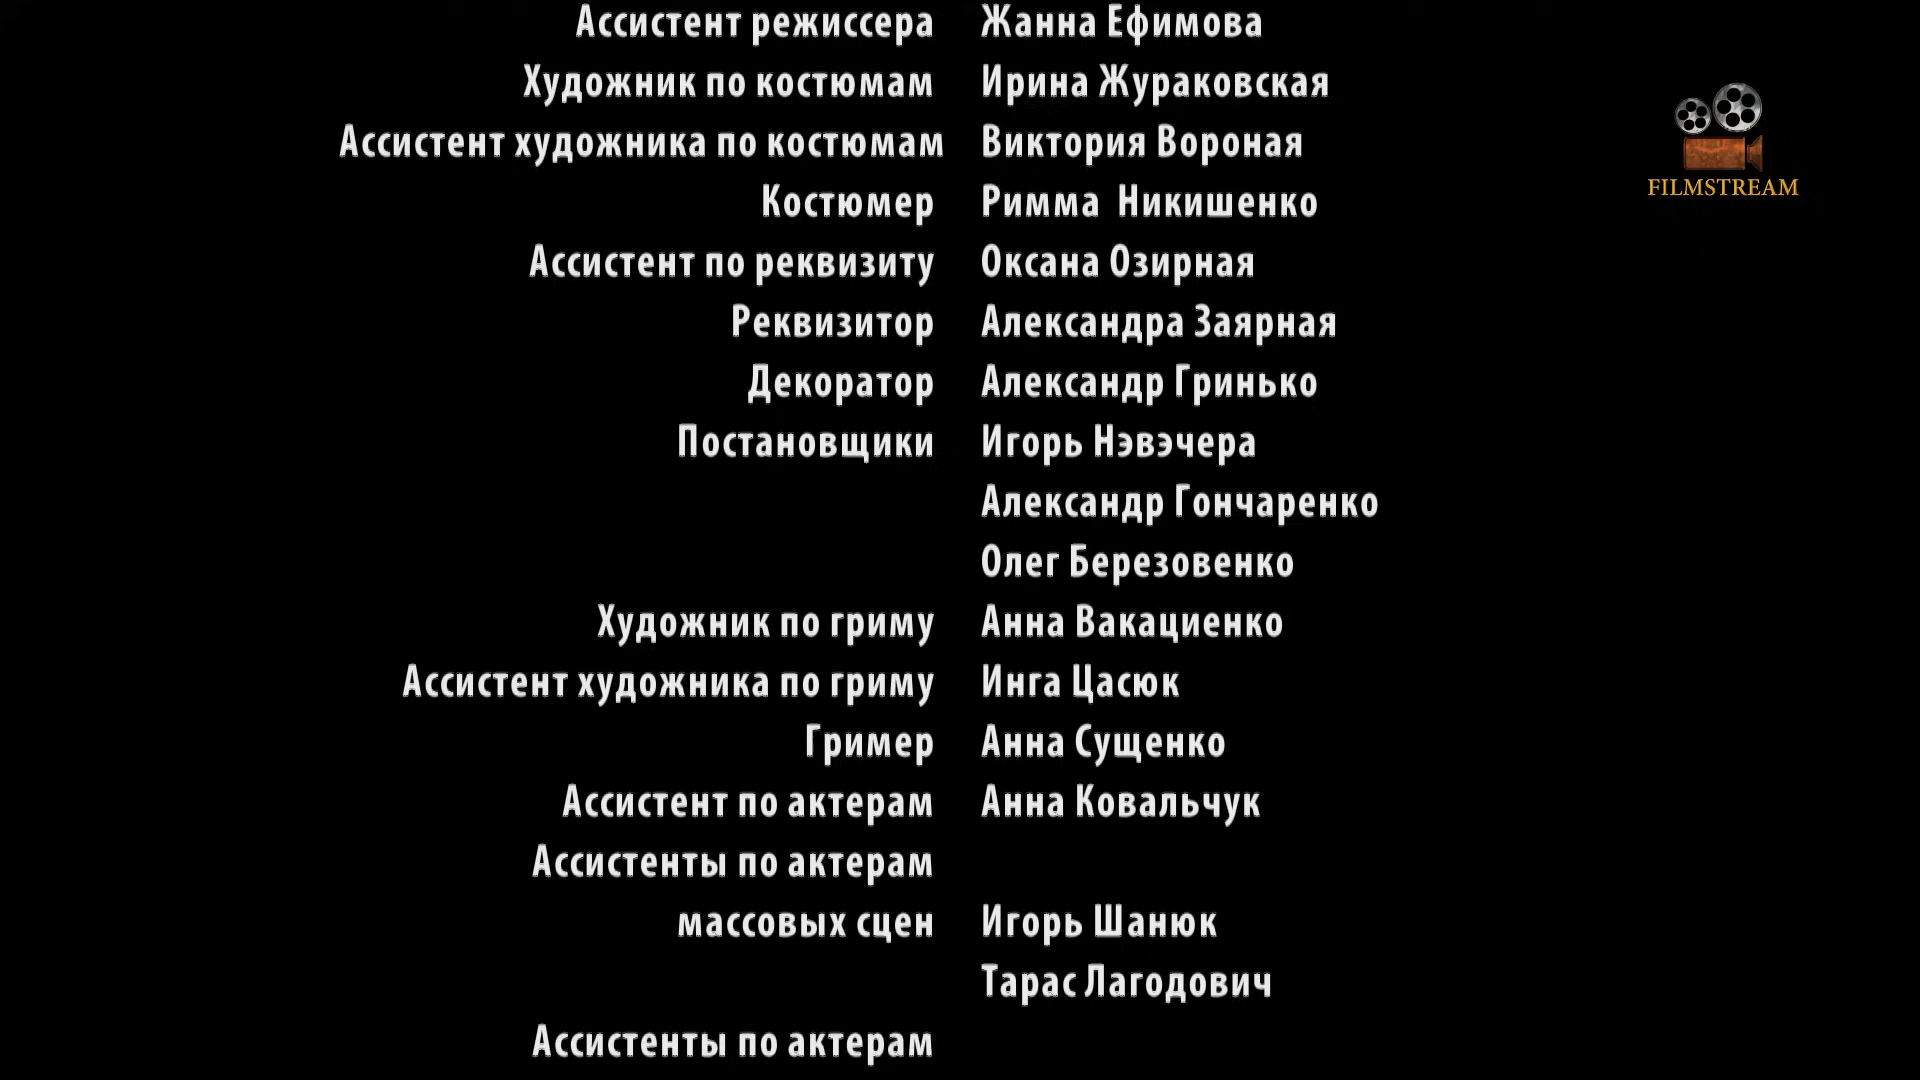 Ассистент режиссера Жанна Ефимова
Художник по костюмам Ирина Жураковская
Ассистент художника по костюмам Виктория Вороная
Костюмер Римма Никишенко
Ассистент по реквизиту Оксана Озирная
Реквизитор Александра Заярная
Декоратор Александр Гринько
Постановщики Игорь Нэвэчера
Александр Гончаренко
Олег Березовенко
Художник по гриму Анна Вакациенко
Ассистент художника по гриму Инга Цасюк
Гример Анна Сущенко
Ассистент по актерам Анна Ковальчук
Ассистенты по актерам
массовых сцен Игорь Шанюк
Тарас Лагодович
Ассистенты по актерам
FILMSTREAM